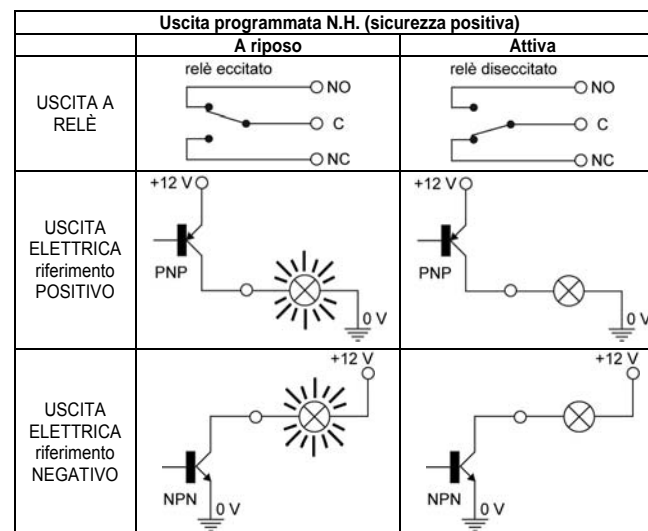 Uscita programmata N.H. (sicurezza positiva)
A riposo
Attiva
USCITA A
RELÈ
relè eccitato
NO
C
NC
relè diseccitato
NO
C
NC
USCITA
ELETTRICA
riferimento
POSITIVO
+12 V
PNP
0 V
+12 V
PNP
0 V
USCITA
ELETTRICA
riferimento
NEGATIVO
+12 V
NPN
0 V
+12 V
NPN
0 V